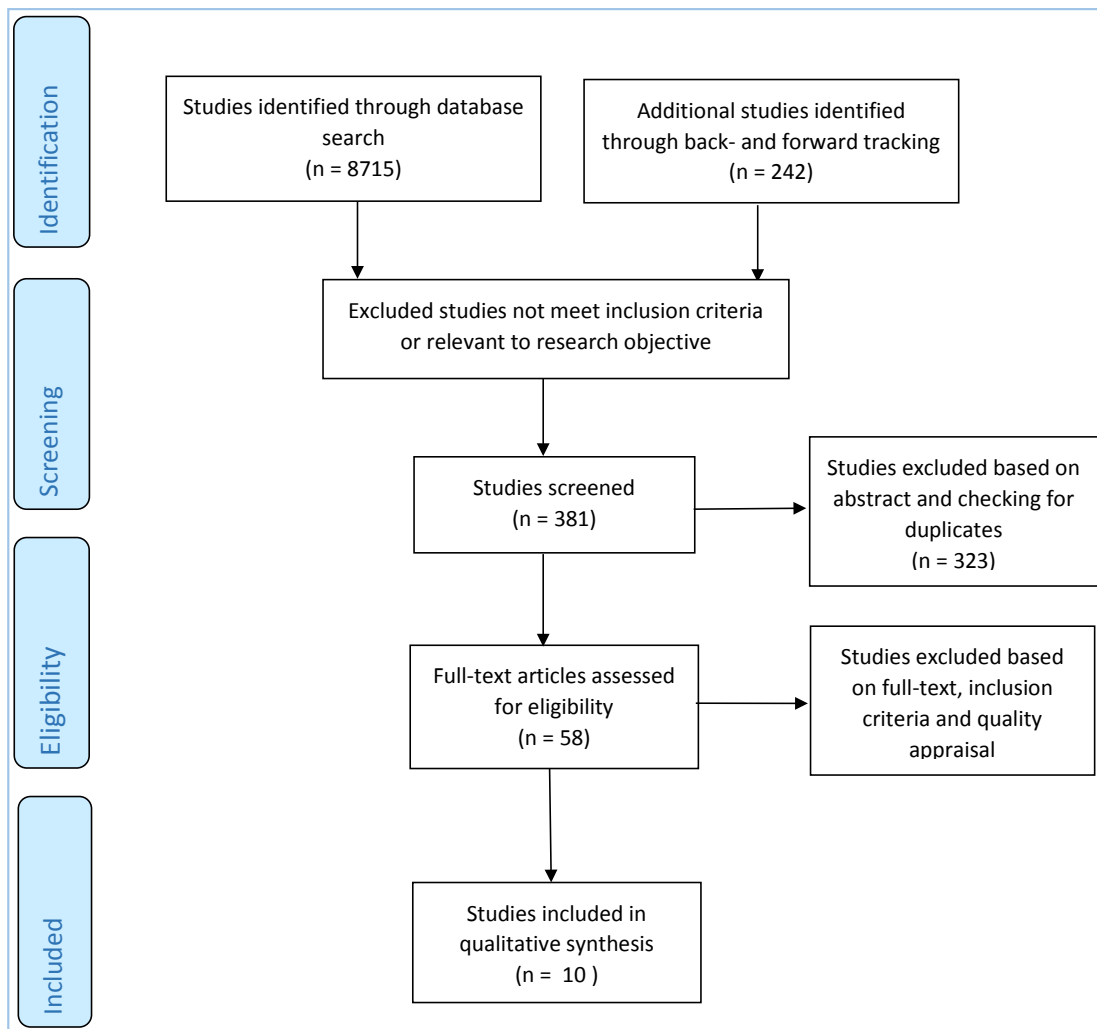 Identification
Studies identified through database
search
(n = 8715)
Additional studies identified
through back- and forward tracking
(n = 242)
Screening
Excluded studies not meet inclusion criteria
or relevant to research objective
Studies screened
(n = 381)
Studies excluded based on
abstract and checking for
duplicates
(n = 323)
Eligibility
Full-text articles assessed
for eligibility
(n = 58)
Studies excluded based
on full-text, inclusion
criteria and quality
appraisal
Included
Studies included in
qualitative synthesis
(n = 10 )